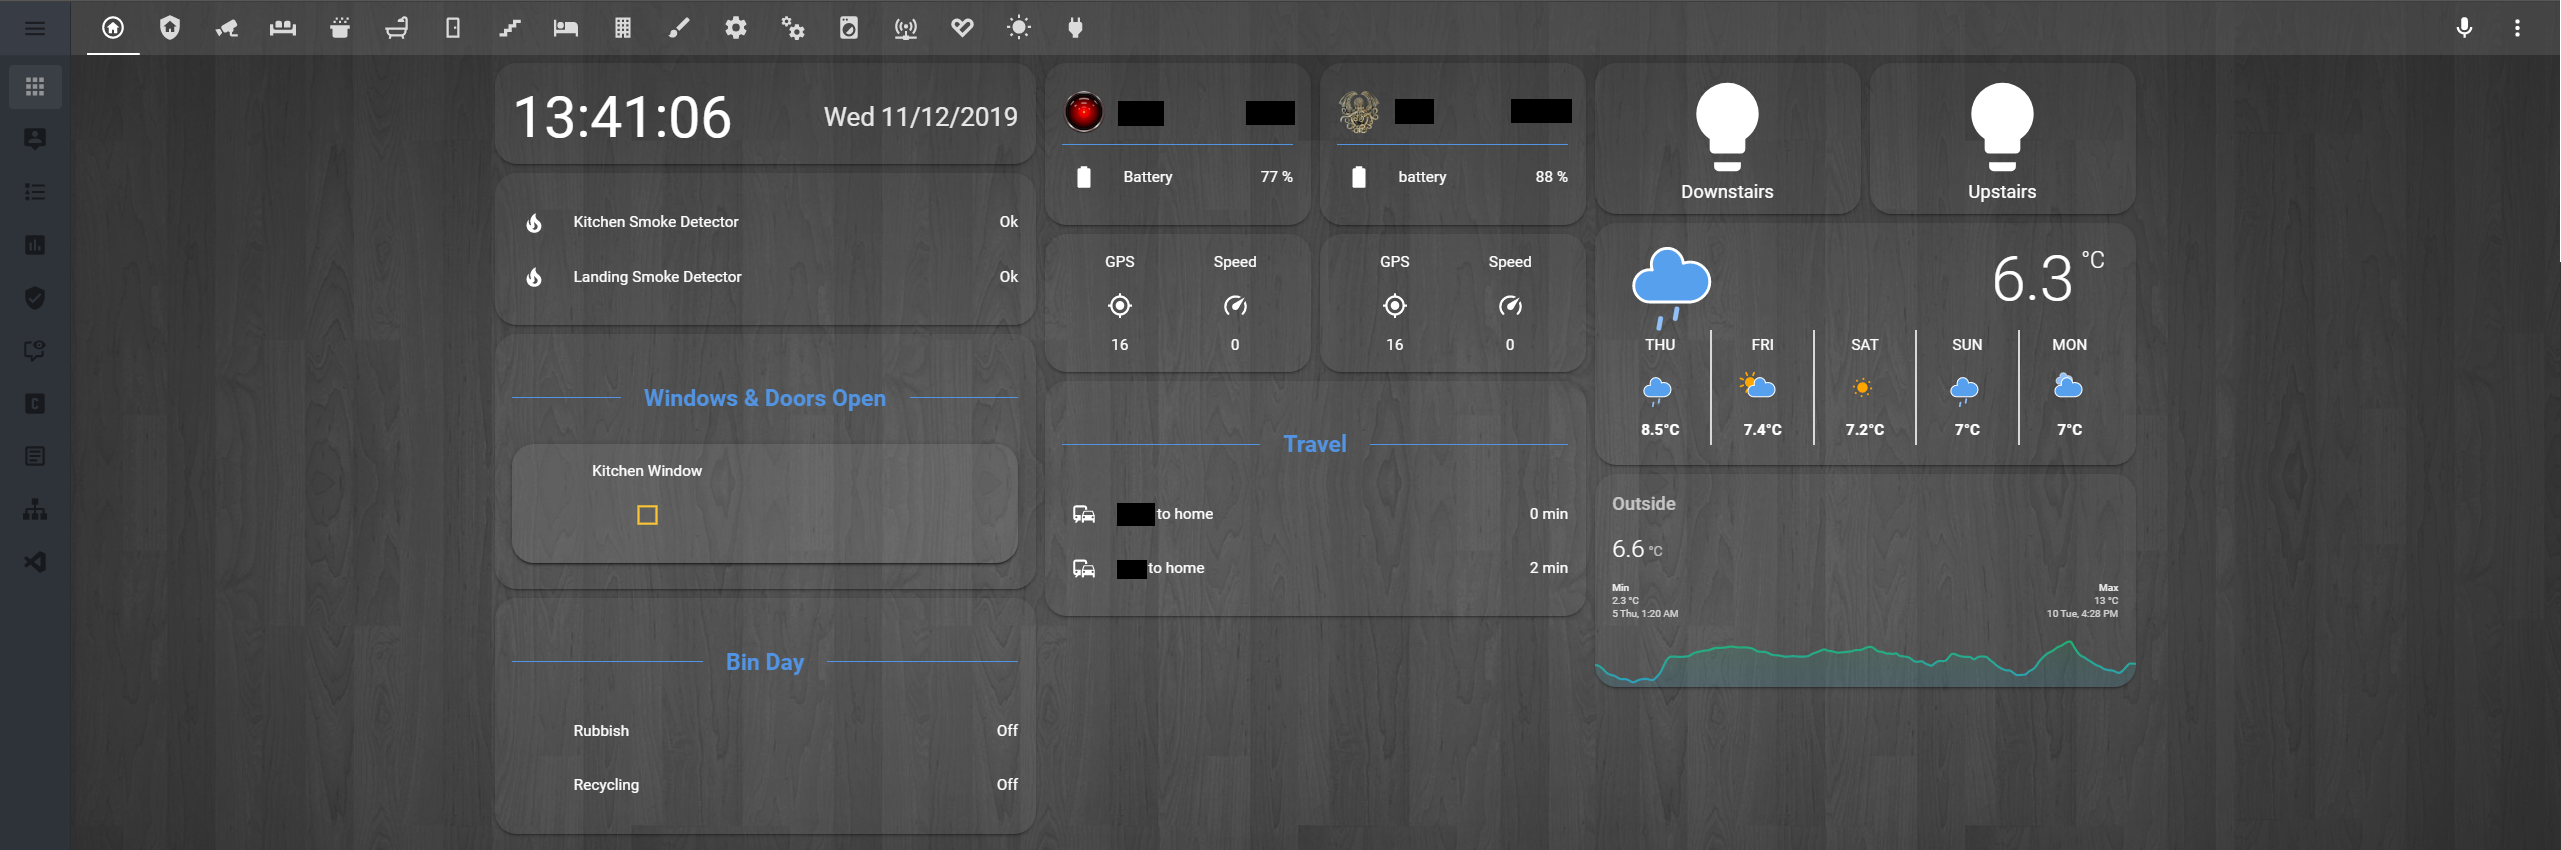 13:41:06
Wed 11/12/2019
Kitchen Smoke Detector Ok
Landing Smoke Detector Ok
Windows & Doors Open
Kitchen Window
Bin Day
Rubbish Off
Recycling Off
Battery 77 %
battery 88 %
GPS Speed
16 0
GPS Speed
16 0
Travel
to home 0 min
to home 2 min
Downstairs
Upstairs
6.3 °C
THU FRI SAT SUN MON
8.5°C 7.4°C 7.2°C 7°C 7°C
Outside
6.6 °C
Min Max
2.3 °C 13 °C
5 Thu, 1:20 AM 10 Tue, 4:28 PM
C